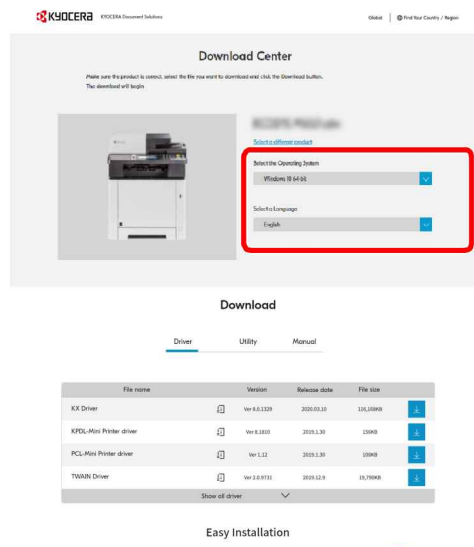 KYOCERA KYOCERA Document Solutions Global Find Your Country / Region
Download Center
Make sure the product is correct, select the file you want to download and click the Download button.
The download will begin.
Select a different product
Select the Operating System
Windows 10 64 bit
Select a Language
English
Download
Driver Utility Manual
File name Version Release date File size
KX Driver Ver 8.0.1329 2020.03.10
KPDL-Mini Printer driver Ver 8.1810 2019.1.30 159KB
PCL-Mini Printer driver Ver 1.12 2019.1.30 100KB
TWAIN Driver Ver 2.0.9731 2019.12.9 19,790KB
Show all driver
Easy Installation